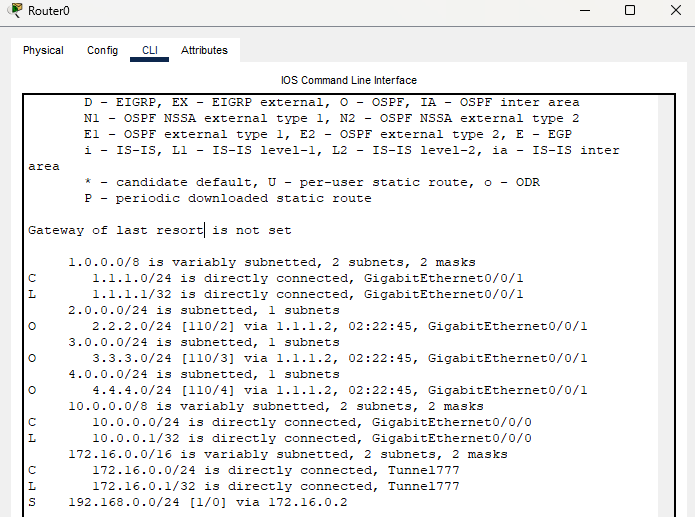 Router0
Physical Config CLI Attributes
IOS Command Line Interface
D - EIGRP, EX - EIGRP external, O - OSPF, IA - OSPF inter area
N1 - OSPF NSSA external type 1, N2 - OSPF NSSA external type 2
E1 - OSPF external type 1, E2 - OSPF external type 2, E - EGP
i - IS-IS, L1 - IS-IS level-1, L2 - IS-IS level-2, ia - IS-IS inter
area
* - candidate default, U - per-user static route, o - ODR
P - periodic downloaded static route
Gateway of last resort is not set
1.0.0.0/8 is variably subnetted, 2 subnets, 2 masks
C 1.1.1.0/24 is directly connected, GigabitEthernet0/0/1
L 1.1.1.1/32 is directly connected, GigabitEthernet0/0/1
2.0.0.0/24 is subnetted, 1 subnets
O 2.2.2.0/24 [110/2] via 1.1.1.2, 02:22:45, GigabitEthernet0/0/1
3.0.0.0/24 is subnetted, 1 subnets
O 3.3.3.0/24 [110/3] via 1.1.1.2, 02:22:45, GigabitEthernet0/0/1
4.0.0.0/24 is subnetted, 1 subnets
O 4.4.4.0/24 [110/4] via 1.1.1.2, 02:22:45, GigabitEthernet0/0/1
10.0.0.0/8 is variably subnetted, 2 subnets, 2 masks
C 10.0.0.0/24 is directly connected, GigabitEthernet0/0/0
L 10.0.0.1/32 is directly connected, GigabitEthernet0/0/0
172.16.0.0/16 is variably subnetted, 2 subnets, 2 masks
C 172.16.0.0/24 is directly connected, Tunnel777
L 172.16.0.1/32 is directly connected, Tunnel777
S 192.168.0.0/24 [1/0] via 172.16.0.2